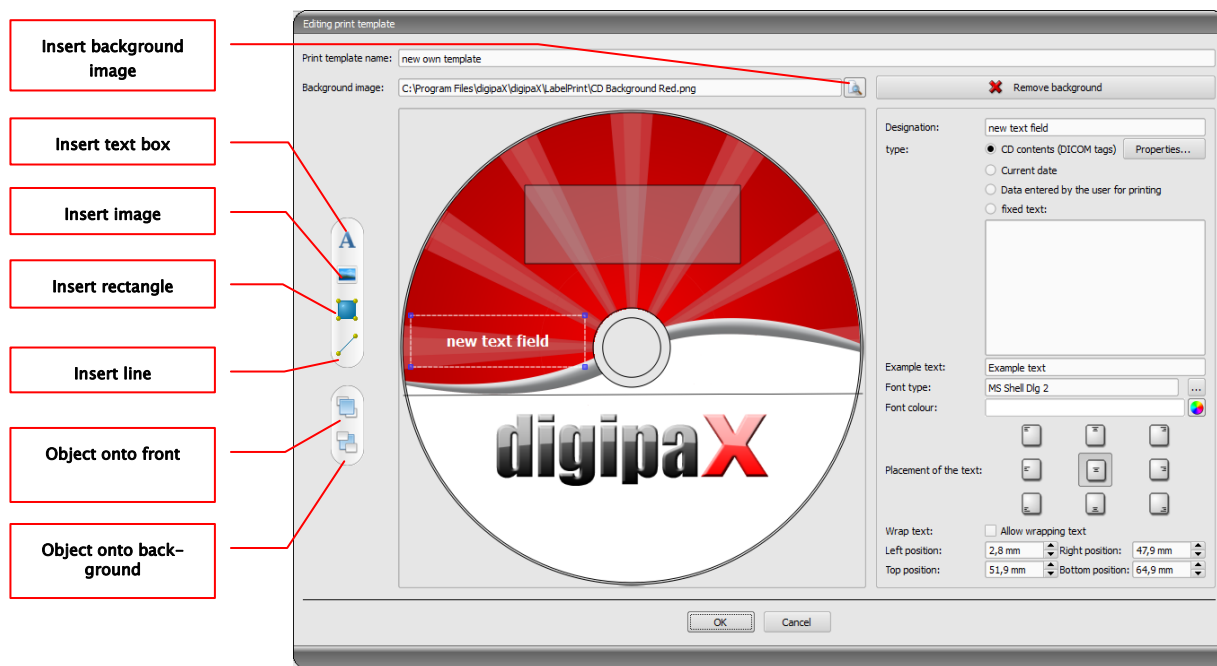 Editing print template
Insert background
image
Print template name: new own template
Background image: C:\Program Files\digipaX\digipaX\LabelPrint\CD Background Red.png
Remove background
Insert text box
Insert image
Insert rectangle
Insert line
Object onto front
Object onto back-
ground
A
new text field
digipaX
Designation: new text field
type: CD contents (DICOM tags) Properties...
Current date
Data entered by the user for printing
fixed text:
Example text: Example text
Font type: MS Shell Dlg 2 ...
Font colour:
Placement of the text:
Wrap text: Allow wrapping text
Left position: 2,8 mm Right position: 47,9 mm
Top position: 51,9 mm Bottom position: 64,9 mm
OK Cancel